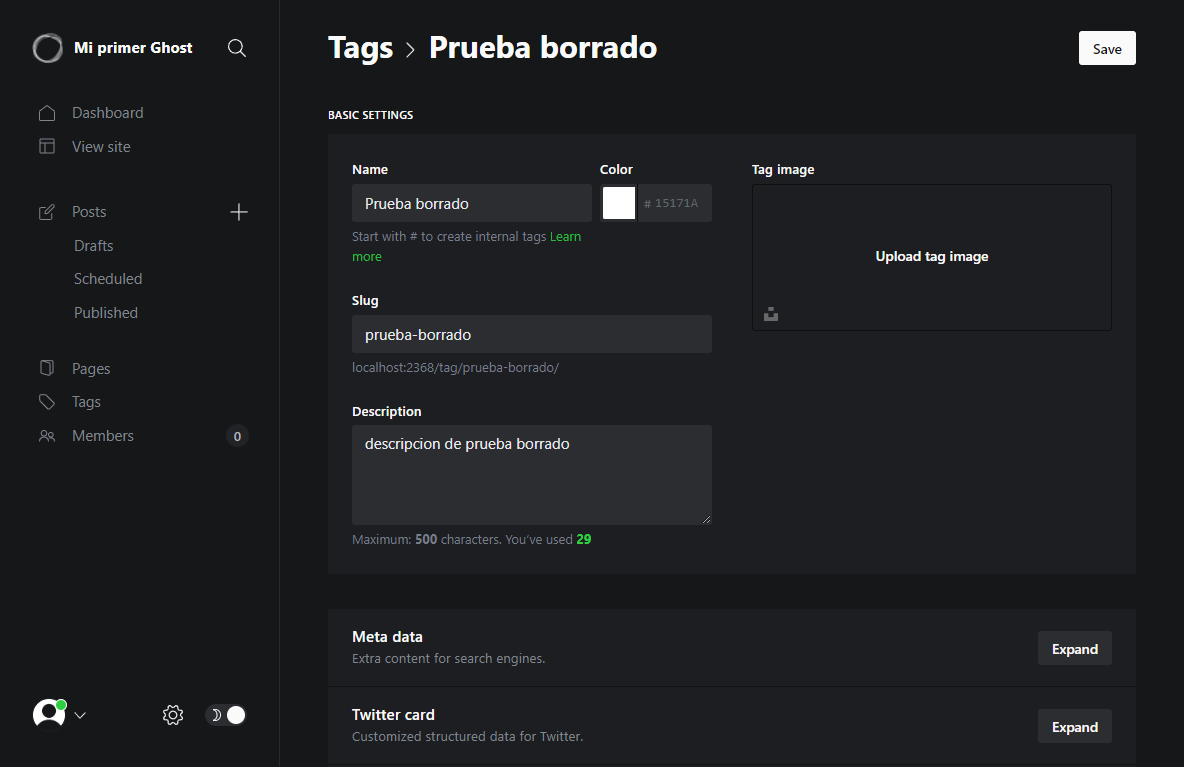 Mi primer Ghost
Dashboard
View site
Posts
Drafts
Scheduled
Published
Pages
Tags
Members 0
Tags > Prueba borrado
Save
BASIC SETTINGS
Name
Prueba borrado
Start with # to create internal tags Learn
more
Color
# 15171A
Slug
prueba-borrado
localhost:2368/tag/prueba-borrado/
Description
descripcion de prueba borrado
Maximum: 500 characters. You’ve used 29
Tag image
Upload tag image
Meta data
Extra content for search engines.
Expand
Twitter card
Customized structured data for Twitter.
Expand